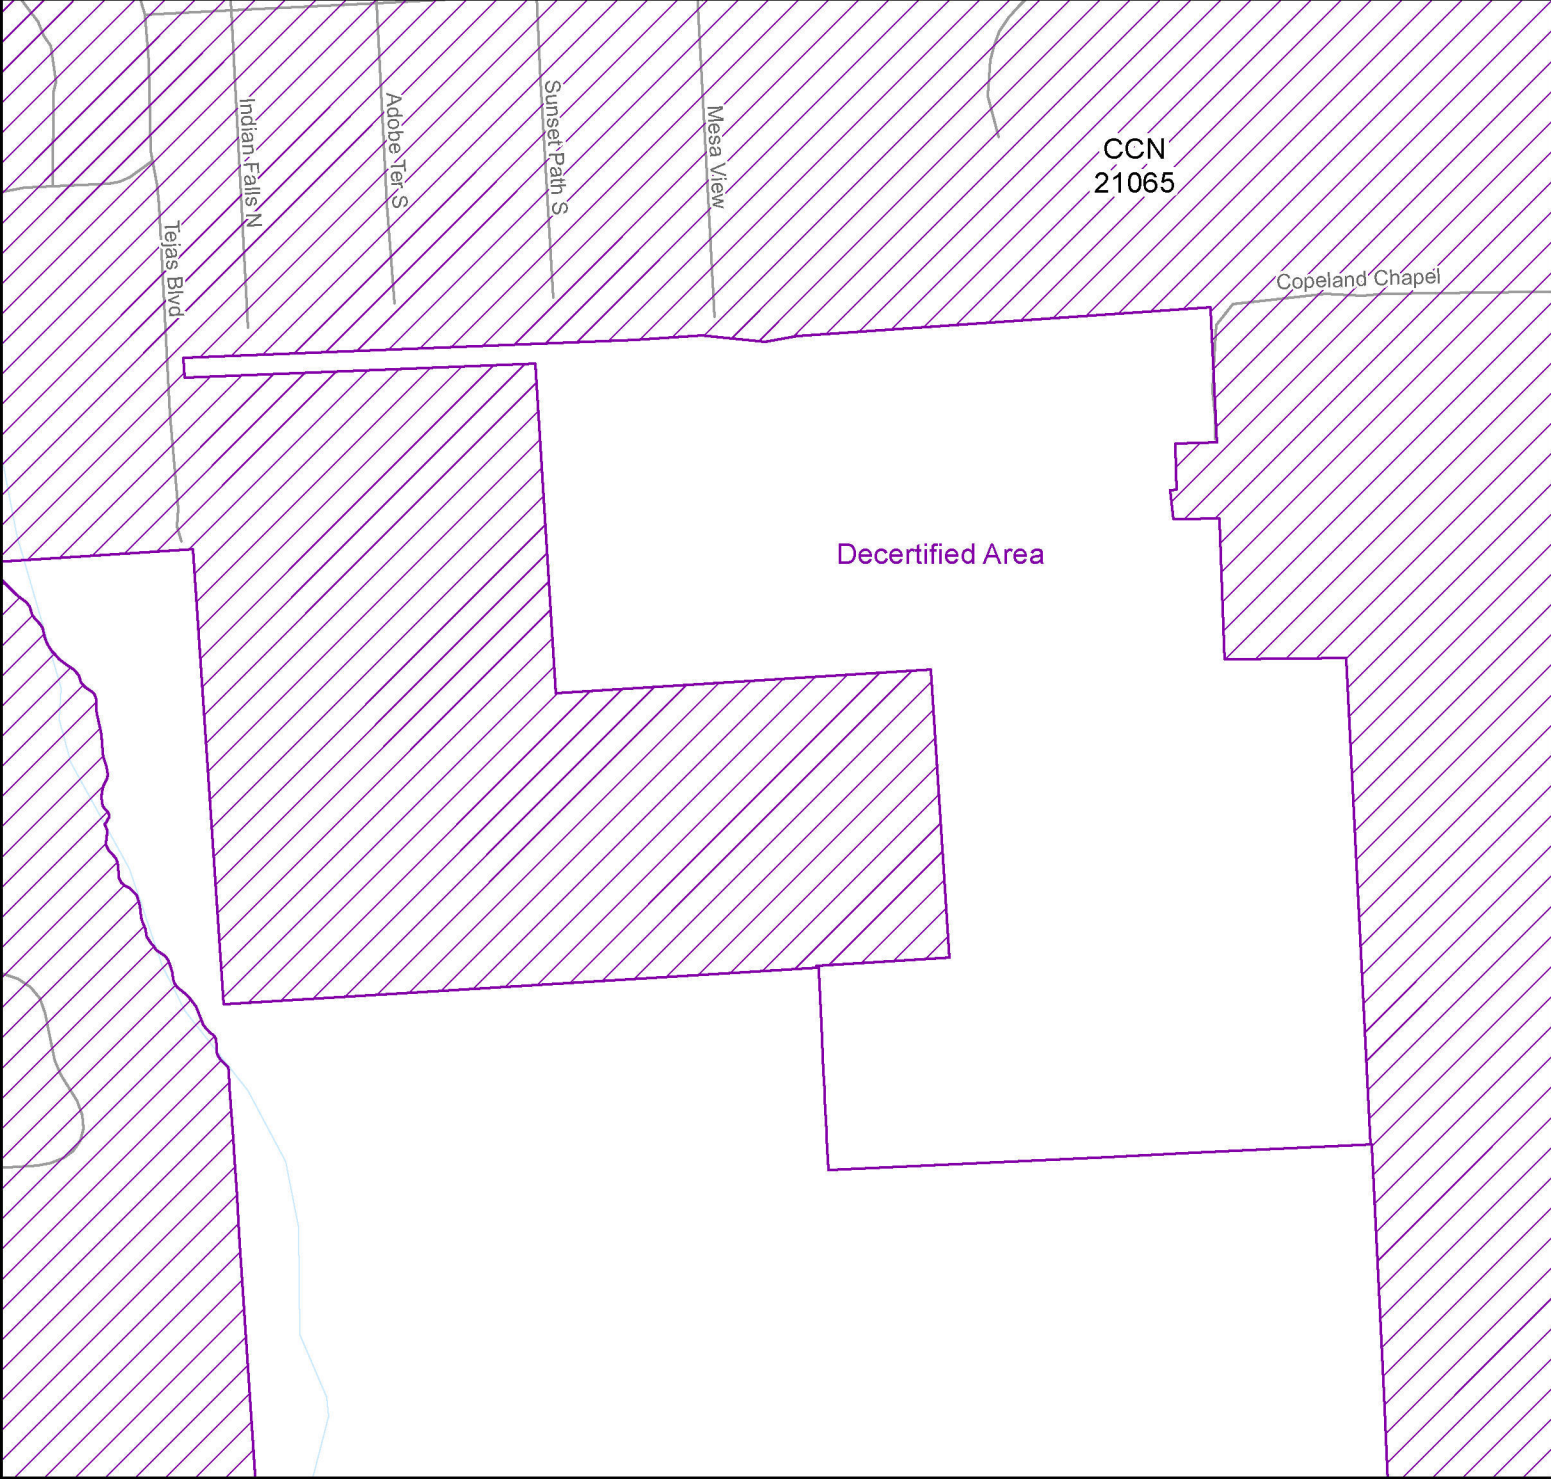 Indian Falls N
Adobe Ter S
Sunset Path S
Mesa View
CCN
21065
Tejas Blvd
Copeland Chapel
Decertified Area